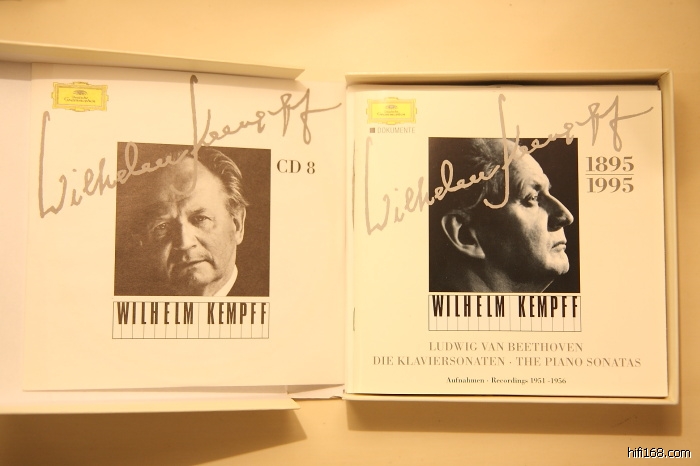 Wilhelm Kempff
CD 8
WILHELM KEMPFF
DOKUMENTE
Wilhelm Kempff
1895
1995
WILHELM KEMPFF
LUDWIG VAN BEETHOVEN
DIE KLAVIERSONATEN · THE PIANO SONATAS
Aufnahmen · Recordings 1951–1956
hifi168.com